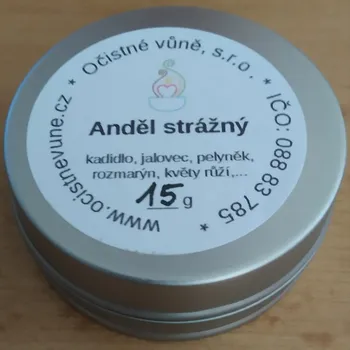 * Očistné vůně, s.r.o. *
IČO: 088 83 785 *
www.ocistnevune.cz
Anděl strážný
kadidlo, jalovec, pelyněk,
rozmarýn, květy růží,...
15 g